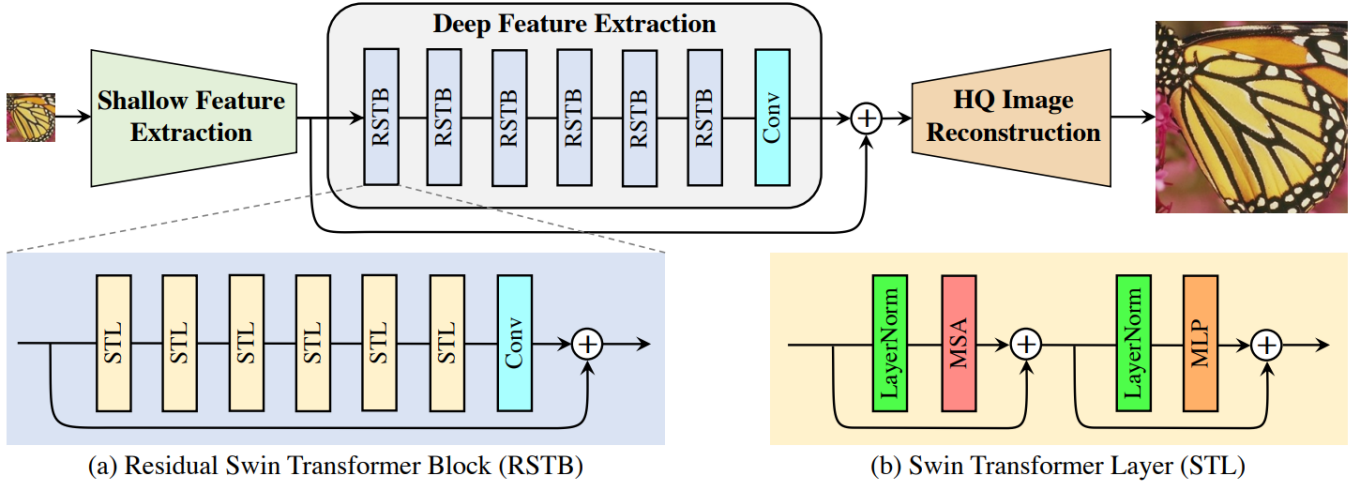 Deep Feature Extraction
Shallow Feature
Extraction
RSTB
RSTB
RSTB
RSTB
RSTB
RSTB
Conv
+
HQ Image
Reconstruction
STL
STL
STL
STL
STL
STL
Conv
+
(a) Residual Swin Transformer Block (RSTB)
LayerNorm
MSA
+
LayerNorm
MLP
+
(b) Swin Transformer Layer (STL)